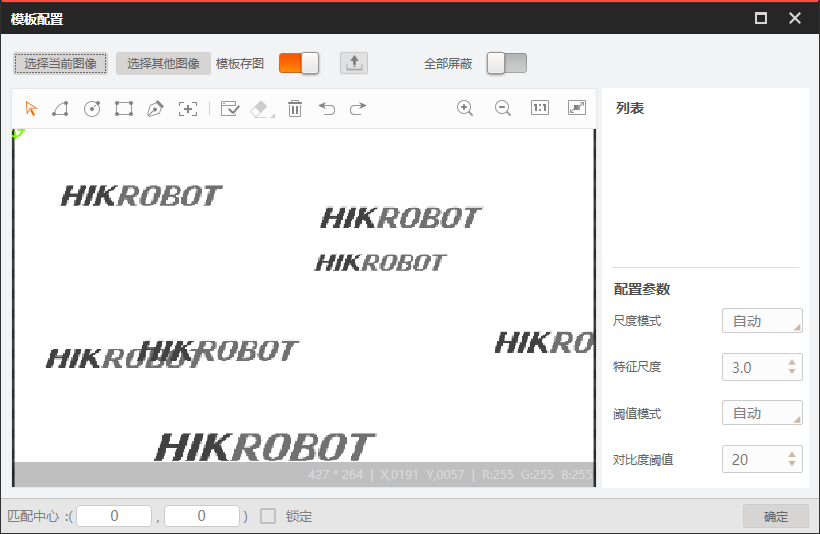 模板配置
选择当前图像 选择其他图像 模板存图 全部屏蔽
1:1
列表
HIKROBOT
HIKROBOT
HIKROBOT
HIKRO
HIKROBOT
HIKROBOT
HIKROBOT
427 * 264 | X,0191 Y,0057 | R:255 G:255 B:255
配置参数
尺度模式 自动
特征尺度 3.0
阈值模式 自动
对比度阈值 20
匹配中心 :( 0 , 0 ) 锁定
确定